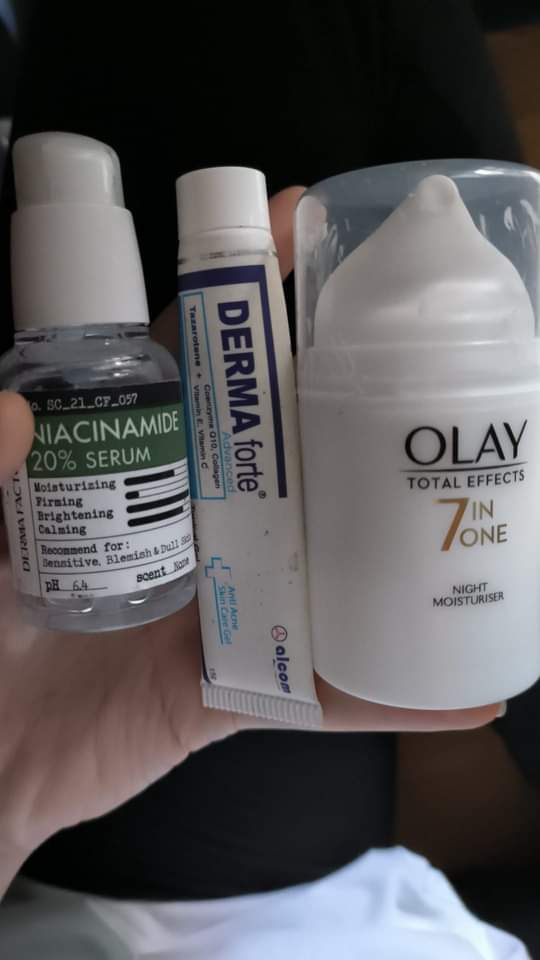 No. SC_21_CF_057
NIACINAMIDE
20% SERUM
Moisturizing
Firming
Brightening
Calming
Recommend for:
Sensitive, Blemish & Dull Skin
pH 6.4
scent None
DERMA FACT
DERMA forte®
Advanced
Tazarotene + Coenzyme Q10, Collagen
Vitamin E, Vitamin C
Anti Acne
Skin Care Gel
alcom
OLAY
TOTAL EFFECTS
7 IN
ONE
NIGHT
MOISTURISER